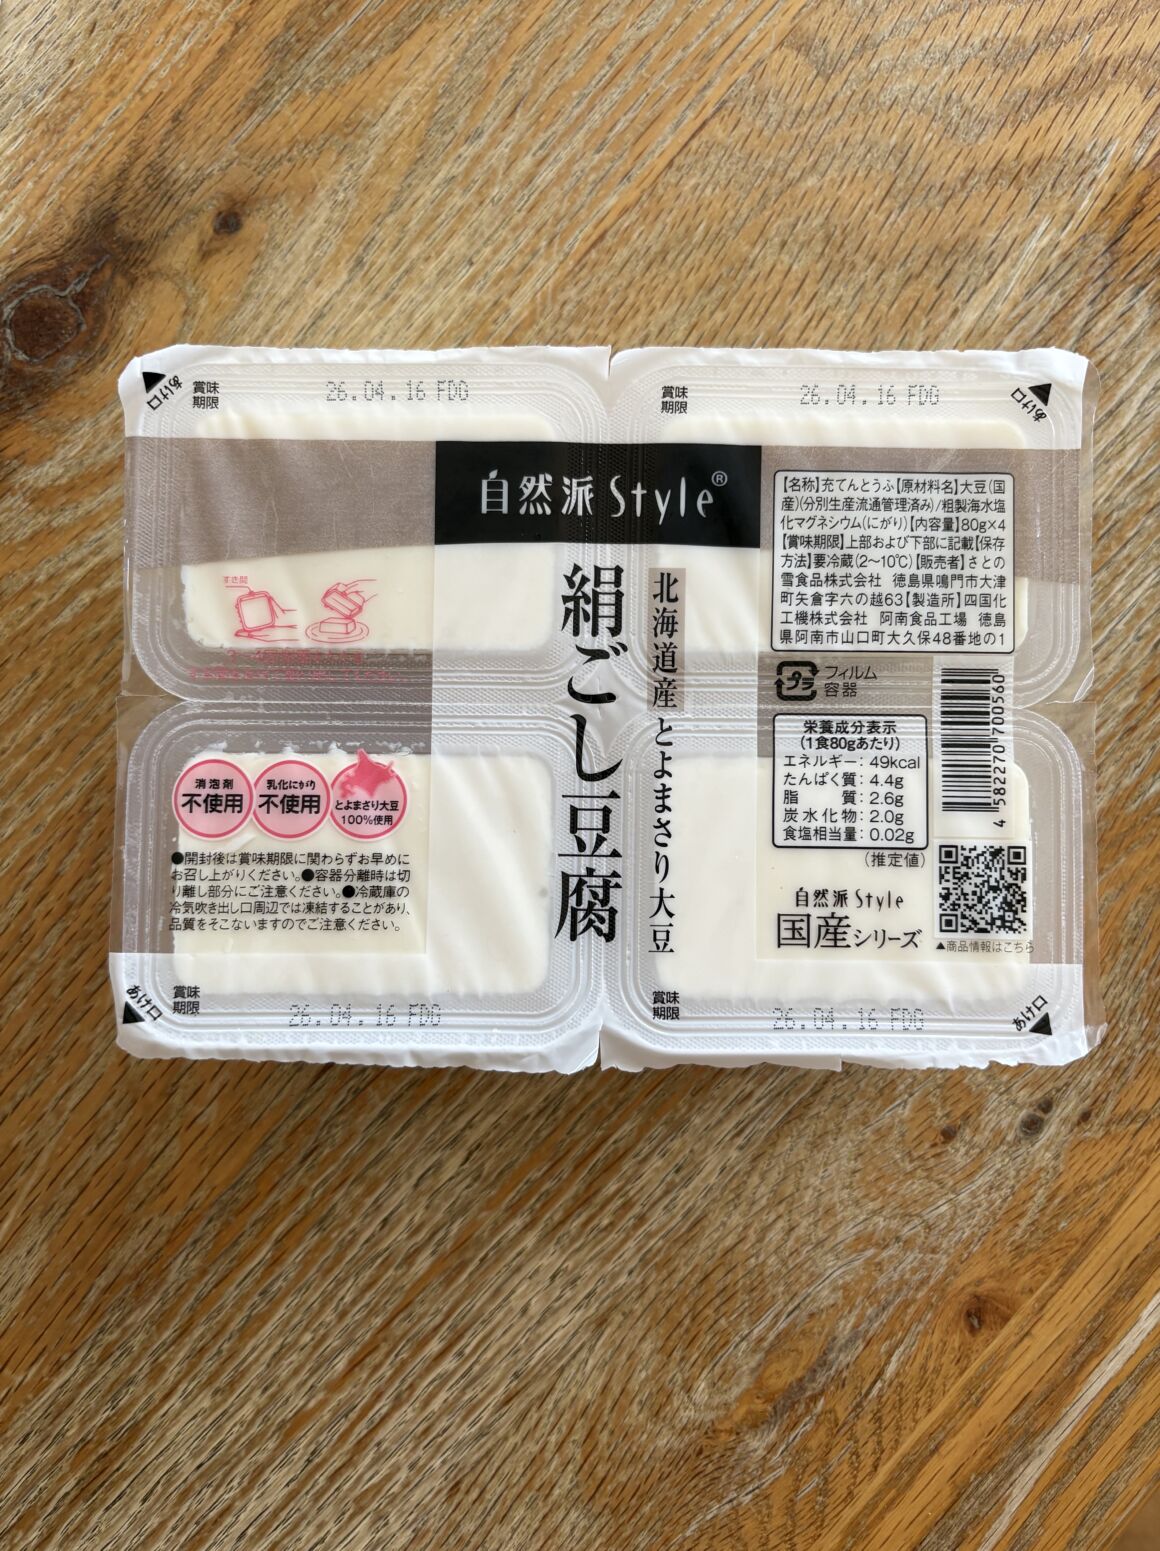 あけ口
賞味
期限
26.04.16 FDG
賞味
期限
26.04.16 FDG
あけ口
自然派 Style®
絹ごし豆腐
北海道産とよまさり大豆
【名称】充てんとうふ【原材料名】大豆(国
産)(分別生産流通管理済み)/粗製海水塩
化マグネシウム(にがり)【内容量】80g×4
【賞味期限】上部および下部に記載【保存
方法】要冷蔵(2〜10℃)【販売者】さとの
雪食品株式会社 徳島県鳴門市大津
町矢倉字六の越63【製造所】四国化
工機株式会社 阿南食品工場 徳島
県阿南市山口町大久保48番地の1
すき間
プラ
フィルム
容器
栄養成分表示
(1食80gあたり)
エネルギー:49kcal
たんぱく質:4.4g
脂質:2.6g
炭水化物:2.0g
食塩相当量:0.02g
(推定値)
4 582270 700560
消泡剤
不使用
乳化にがり
不使用
とよまさり大豆
100%使用
●開封後は賞味期限に関わらずお早めに
お召し上がりください。●容器分離時は切
り離し部分にご注意ください。●冷蔵庫の
冷気吹き出し口周辺では凍結することがあり、
品質をそこないますのでご注意ください。
自然派 Style
国産シリーズ
▲商品情報はこちら
あけ口
賞味
期限
26.04.16 FDG
賞味
期限
26.04.16 FDG
あけ口